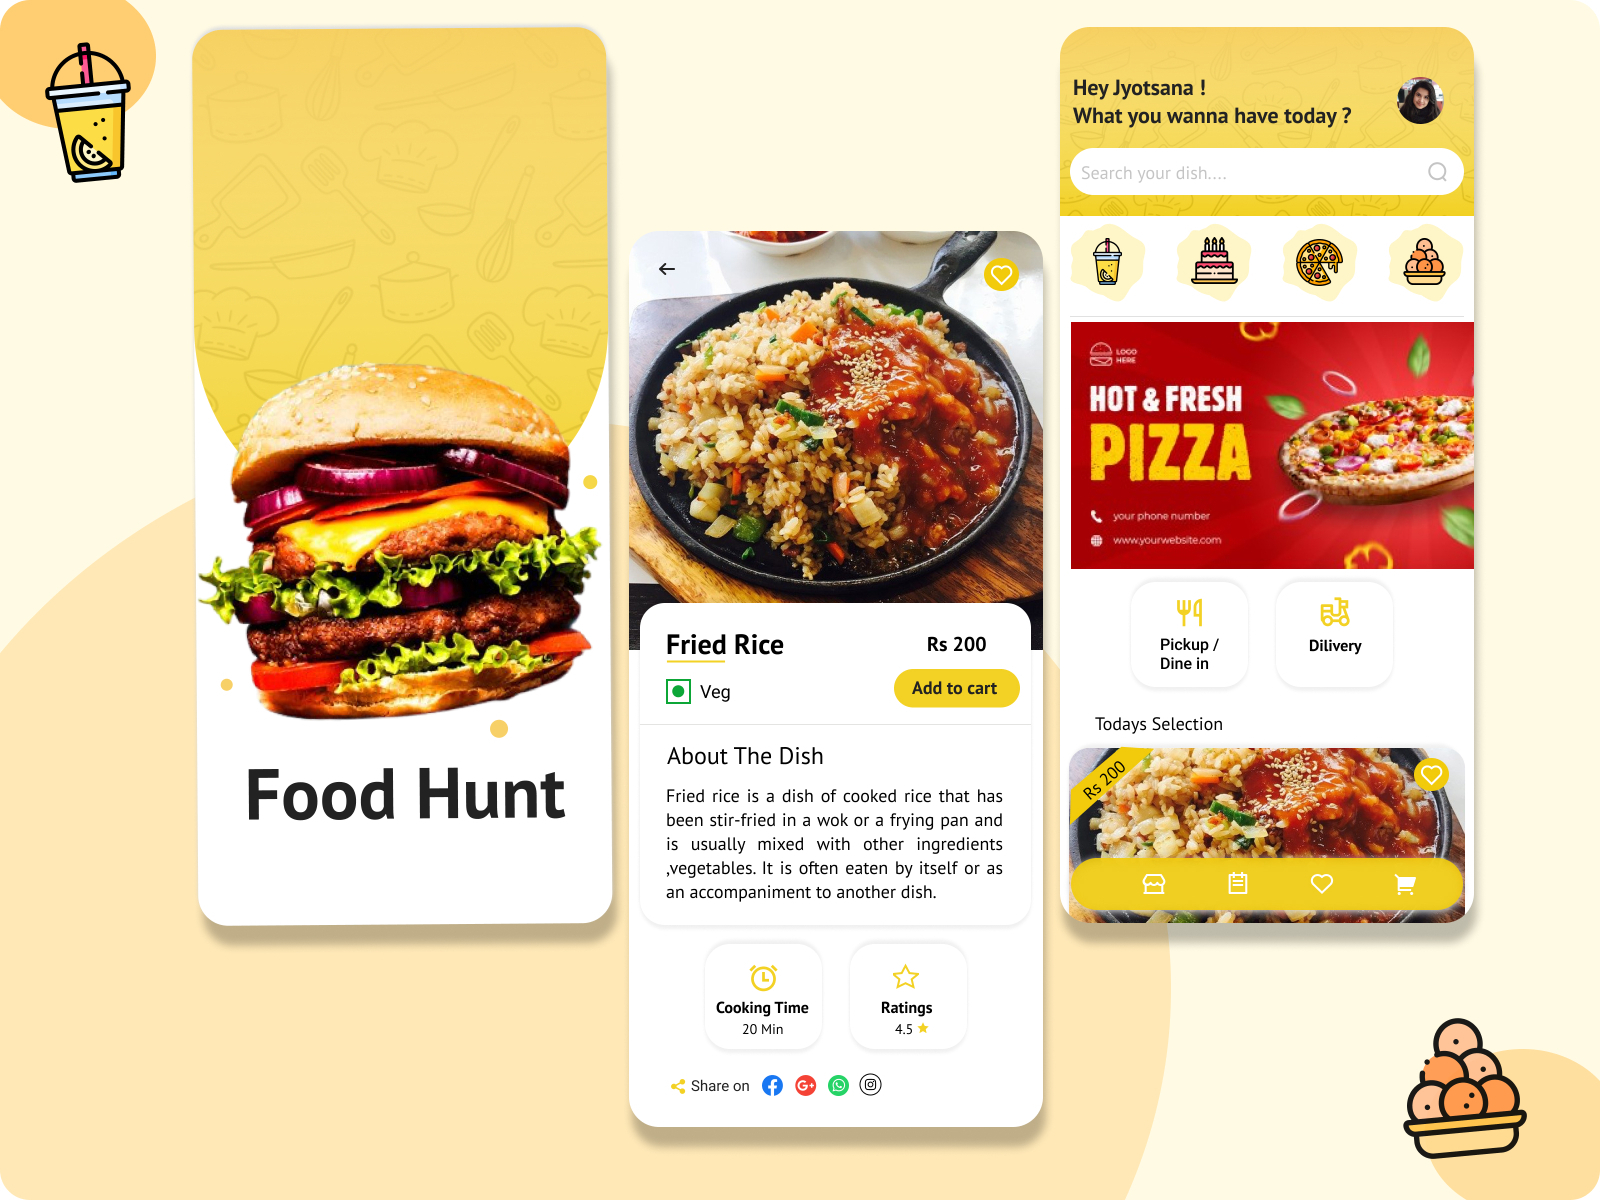 Food Hunt
Fried Rice
Rs 200
Veg
Add to cart
About The Dish
Fried rice is a dish of cooked rice that has
been stir-fried in a wok or a frying pan and
is usually mixed with other ingredients
,vegetables. It is often eaten by itself or as
an accompaniment to another dish.
Cooking Time
20 Min
Ratings
4.5
Share on
G+
Hey Jyotsana !
What you wanna have today ?
Search your dish....
LOGO
HERE
HOT & FRESH
PIZZA
your phone number
www.yourwebsite.com
Pickup /
Dine in
Dilivery
Todays Selection
Rs 200